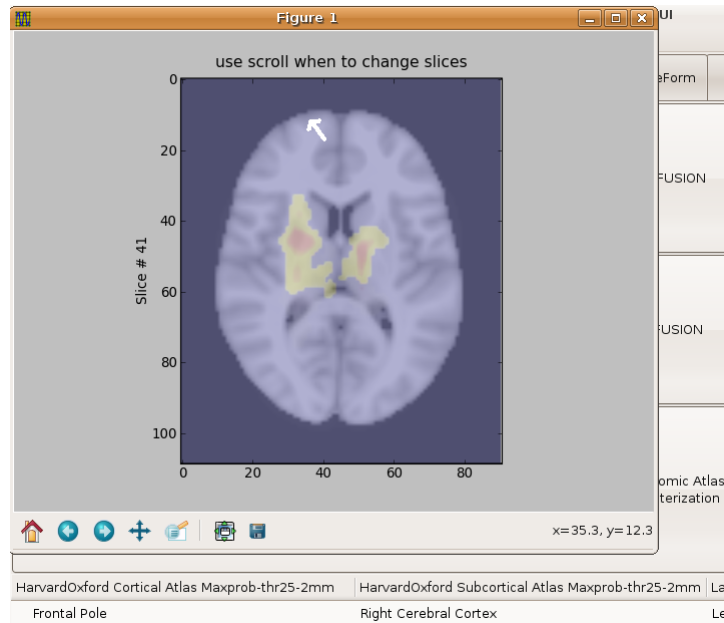 Figure 1
UI
use scroll when to change slices
eForm
FUSION
Slice # 41
0
20
40
60
80
100
0 20 40 60 80
FUSION
omic Atlas
terization
x=35.3, y=12.3
HarvardOxford Cortical Atlas Maxprob-thr25-2mm HarvardOxford Subcortical Atlas Maxprob-thr25-2mm La
Frontal Pole Right Cerebral Cortex Le